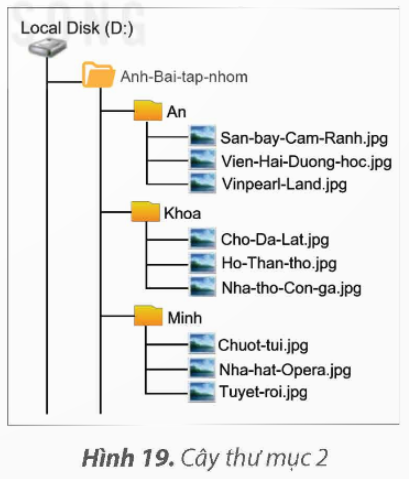 SONG
Local Disk (D:)
Anh-Bai-tap-nhom
An
San-bay-Cam-Ranh.jpg
Vien-Hai-Duong-hoc.jpg
Vinpearl-Land.jpg
Khoa
Cho-Da-Lat.jpg
Ho-Than-tho.jpg
Nha-tho-Con-ga.jpg
Minh
Chuot-tui.jpg
Nha-hat-Opera.jpg
Tuyet-roi.jpg
Hình 19. Cây thư mục 2